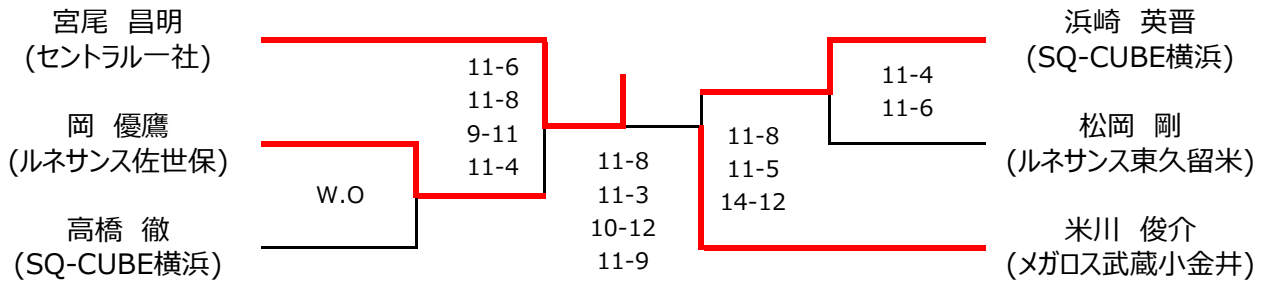 宮尾 昌明
(セントラル一社)
岡 優鷹
(ルネサンス佐世保)
高橋 徹
(SQ-CUBE横浜)
W.O
11-6
11-8
9-11
11-4
11-8
11-3
10-12
11-9
11-8
11-5
14-12
11-4
11-6
浜崎 英晋
(SQ-CUBE横浜)
松岡 剛
(ルネサンス東久留米)
米川 俊介
(メガロス武蔵小金井)